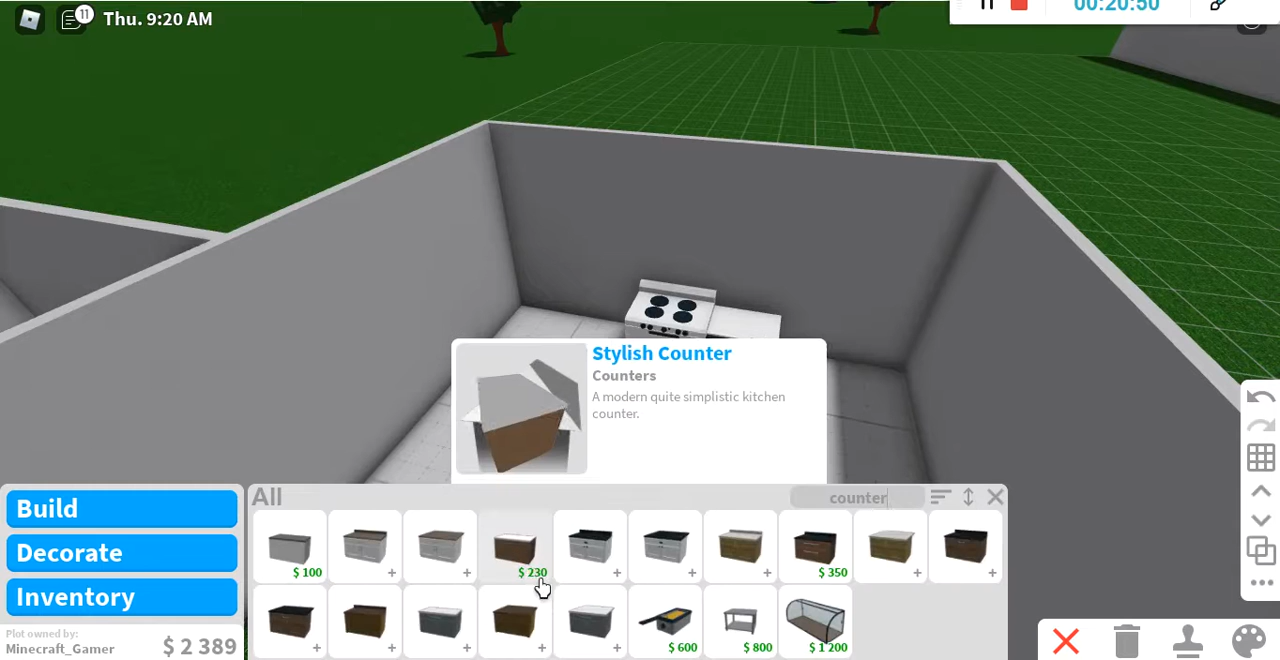 11
Thu. 9:20 AM
00:20:50
Stylish Counter
Counters
A modern quite simplistic kitchen
counter.
All
counter
Build
Decorate
Inventory
$ 100
+
+
$ 230
+
+
+
$ 350
+
+
+
+
+
+
+
$ 600
$ 800
$ 1 200
Plot owned by:
Minecraft_Gamer
$ 2 389